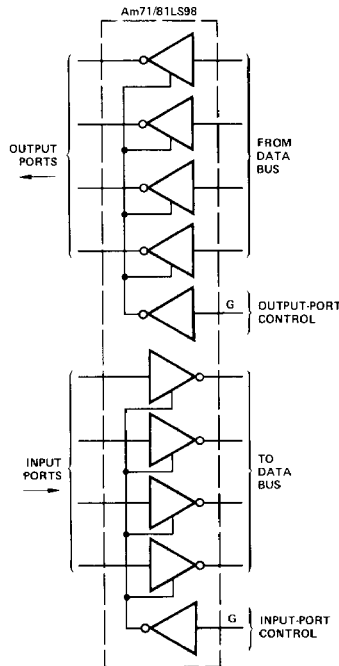 Am71/81LS98
OUTPUT
PORTS
FROM
DATA
BUS
G
OUTPUT-PORT
CONTROL
INPUT
PORTS
TO
DATA
BUS
G
INPUT-PORT
CONTROL